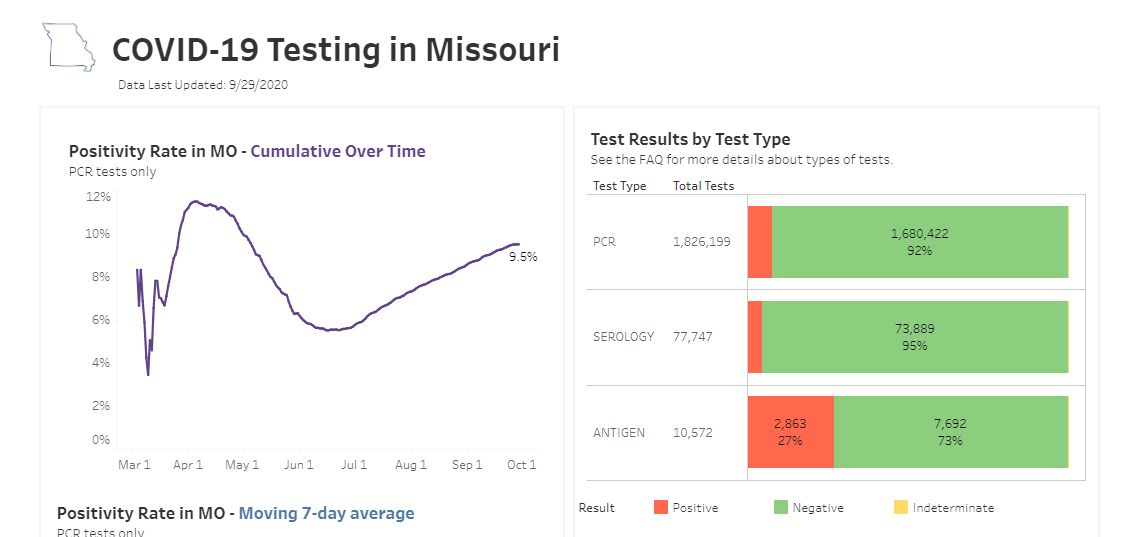 COVID-19 Testing in Missouri
Data Last Updated: 9/29/2020
Positivity Rate in MO - Cumulative Over Time
PCR tests only
12%
10%
8%
6%
4%
2%
0%
9.5%
Mar 1 Apr 1 May 1 Jun 1 Jul 1 Aug 1 Sep 1 Oct 1
Positivity Rate in MO - Moving 7-day average
PCR tests only
Test Results by Test Type
See the FAQ for more details about types of tests.
Test Type Total Tests
PCR 1,826,199
1,680,422
92%
SEROLOGY 77,747
73,889
95%
ANTIGEN 10,572
2,863
27%
7,692
73%
Result Positive Negative Indeterminate